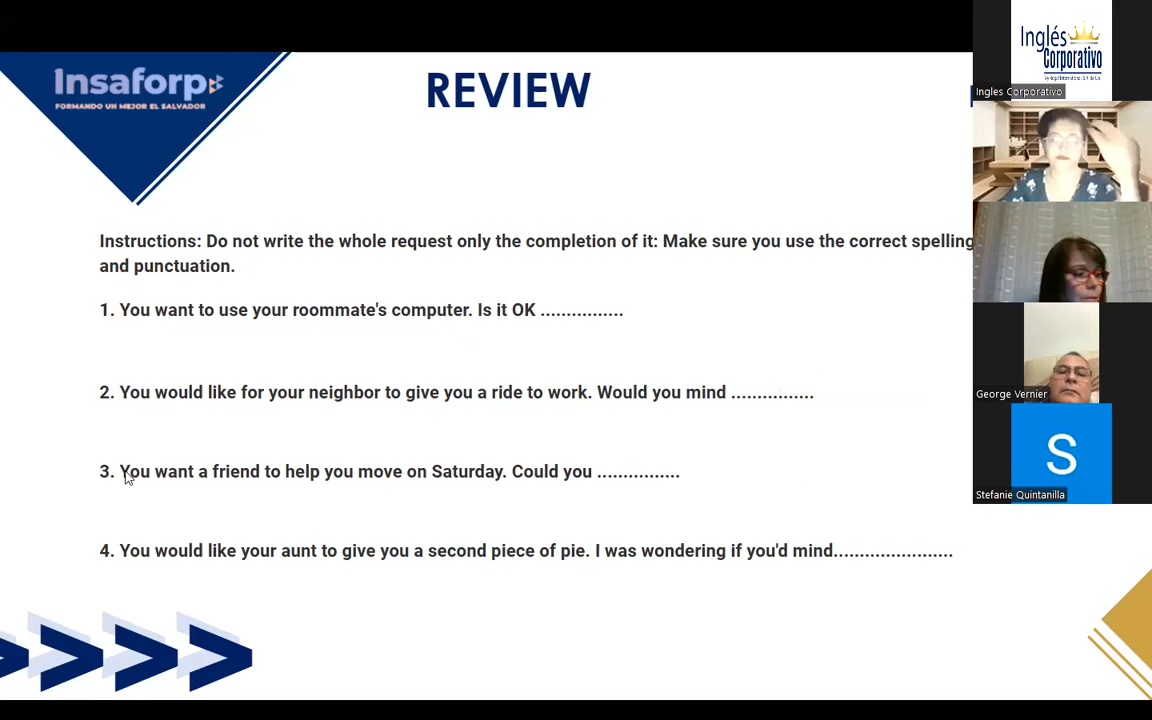 Insaforp
FORMANDO UN MEJOR EL SALVADOR
REVIEW
Instructions: Do not write the whole request only the completion of it: Make sure you use the correct spelling
and punctuation.
1. You want to use your roommate's computer. Is it OK ................
2. You would like for your neighbor to give you a ride to work. Would you mind ................
3. You want a friend to help you move on Saturday. Could you ................
4. You would like your aunt to give you a second piece of pie. I was wondering if you'd mind.......................
Inglés
Corporativo
Ingles Corporativo
George Vernier
S
Stefanie Quintanilla